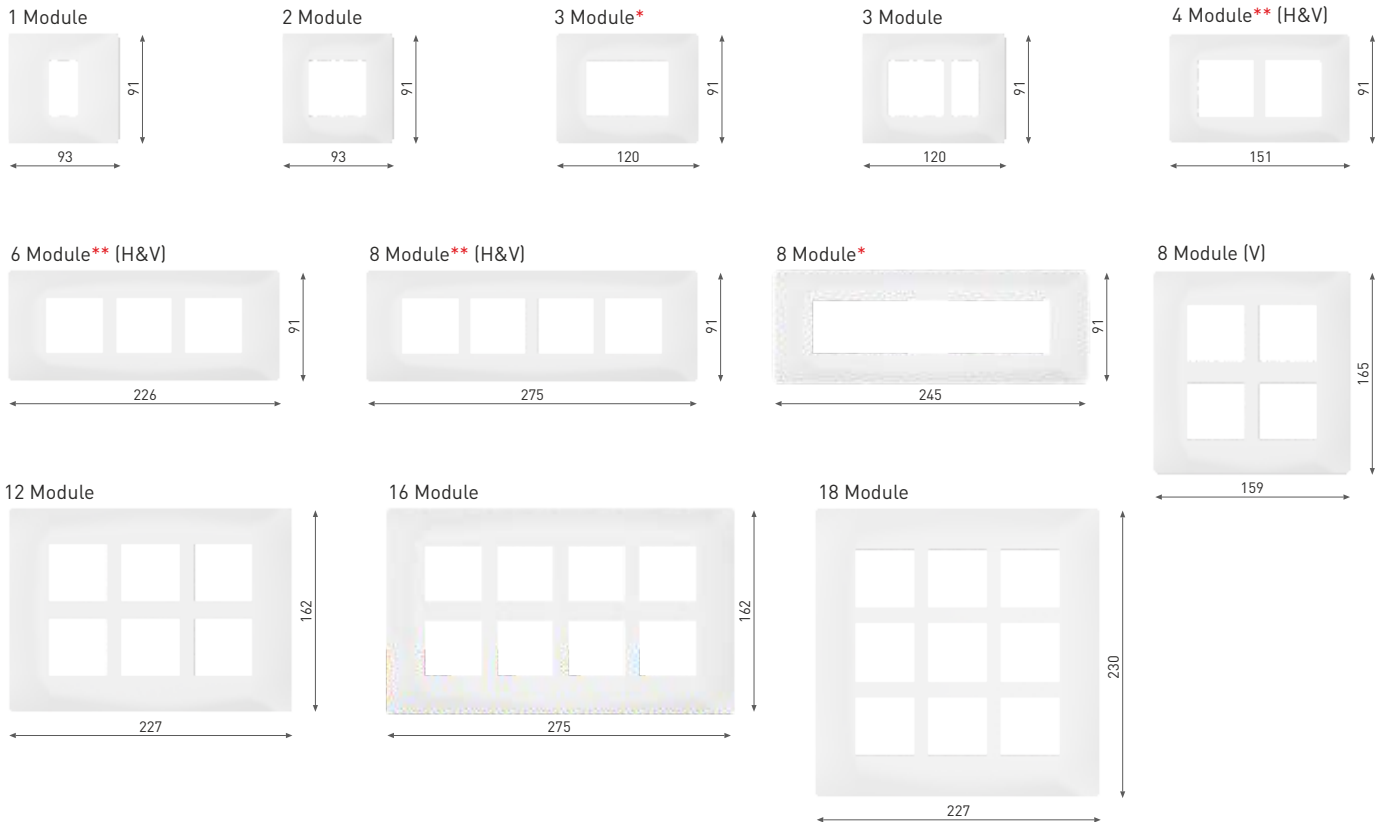 1 Module
91
93
2 Module
91
93
3 Module*
91
120
3 Module
91
120
4 Module** (H&V)
91
151
6 Module** (H&V)
91
226
8 Module** (H&V)
91
275
8 Module*
91
245
8 Module (V)
165
159
12 Module
162
227
16 Module
162
275
18 Module
230
227